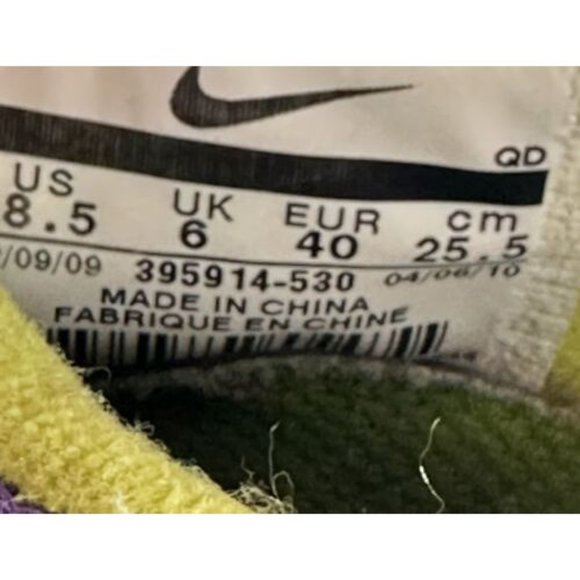 QD
US UK EUR cm
8.5 6 40 25.5
/09/09 395914-530 04/06/10
MADE IN CHINA
FABRIQUE EN CHINE